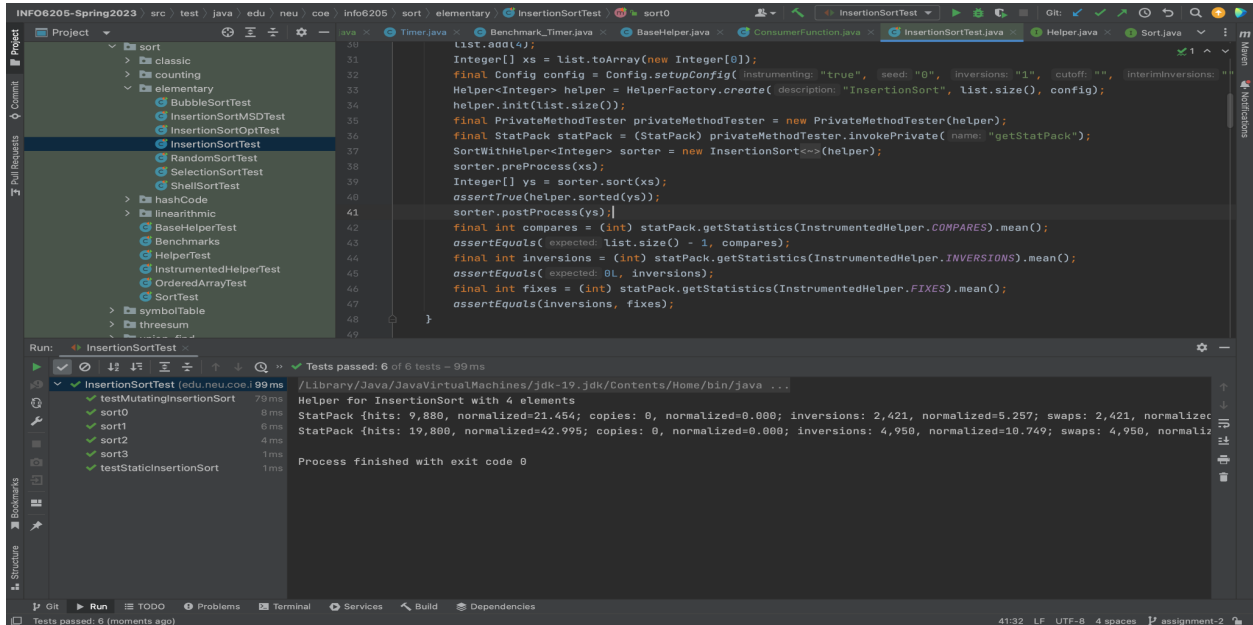 INFO6205-Spring2023 > src > test > java > edu > neu > coe > info6205 > sort > elementary > InsertionSortTest > sort0
InsertionSortTest
Git:
Project
.java
Timer.java
Benchmark_Timer.java
BaseHelper.java
ConsumerFunction.java
InsertionSortTest.java
Helper.java
Sort.java
Project
Commit
Pull Requests
Bookmarks
Structure
Maven
Notifications
sort
classic
counting
elementary
BubbleSortTest
InsertionSortMSDTest
InsertionSortOptTest
InsertionSortTest
RandomSortTest
SelectionSortTest
ShellSortTest
hashCode
linearithmic
BaseHelperTest
Benchmarks
HelperTest
InstrumentedHelperTest
OrderedArrayTest
SortTest
symbolTable
threesum
union_find
1
30 list.add(4);
31 Integer[] xs = list.toArray(new Integer[0]);
32 final Config config = Config.setupConfig( instrumenting: "true", seed: "0", inversions: "1", cutoff: "", interimInversions: ""
33 Helper<Integer> helper = HelperFactory.create( description: "InsertionSort", list.size(), config);
34 helper.init(list.size());
35 final PrivateMethodTester privateMethodTester = new PrivateMethodTester(helper);
36 final StatPack statPack = (StatPack) privateMethodTester.invokePrivate( name: "getStatPack");
37 SortWithHelper<Integer> sorter = new InsertionSort<~>(helper);
38 sorter.preProcess(xs);
39 Integer[] ys = sorter.sort(xs);
40 assertTrue(helper.sorted(ys));
41 sorter.postProcess(ys);
42 final int compares = (int) statPack.getStatistics(InstrumentedHelper.COMPARES).mean();
43 assertEquals( expected: list.size() - 1, compares);
44 final int inversions = (int) statPack.getStatistics(InstrumentedHelper.INVERSIONS).mean();
45 assertEquals( expected: 0L, inversions);
46 final int fixes = (int) statPack.getStatistics(InstrumentedHelper.FIXES).mean();
47 assertEquals(inversions, fixes);
48 }
49
Run: InsertionSortTest
Tests passed: 6 of 6 tests – 99 ms
InsertionSortTest (edu.neu.coe.i 99 ms
testMutatingInsertionSort 79 ms
sort0 8 ms
sort1 6 ms
sort2 4 ms
sort3 1 ms
testStaticInsertionSort 1 ms
/Library/Java/JavaVirtualMachines/jdk-19.jdk/Contents/Home/bin/java ...
Helper for InsertionSort with 4 elements
StatPack {hits: 9,880, normalized=21.454; copies: 0, normalized=0.000; inversions: 2,421, normalized=5.257; swaps: 2,421, normalized
StatPack {hits: 19,800, normalized=42.995; copies: 0, normalized=0.000; inversions: 4,950, normalized=10.749; swaps: 4,950, normaliz
Process finished with exit code 0
Git
Run
TODO
Problems
Terminal
Services
Build
Dependencies
Tests passed: 6 (moments ago)
41:32 LF UTF-8 4 spaces assignment-2